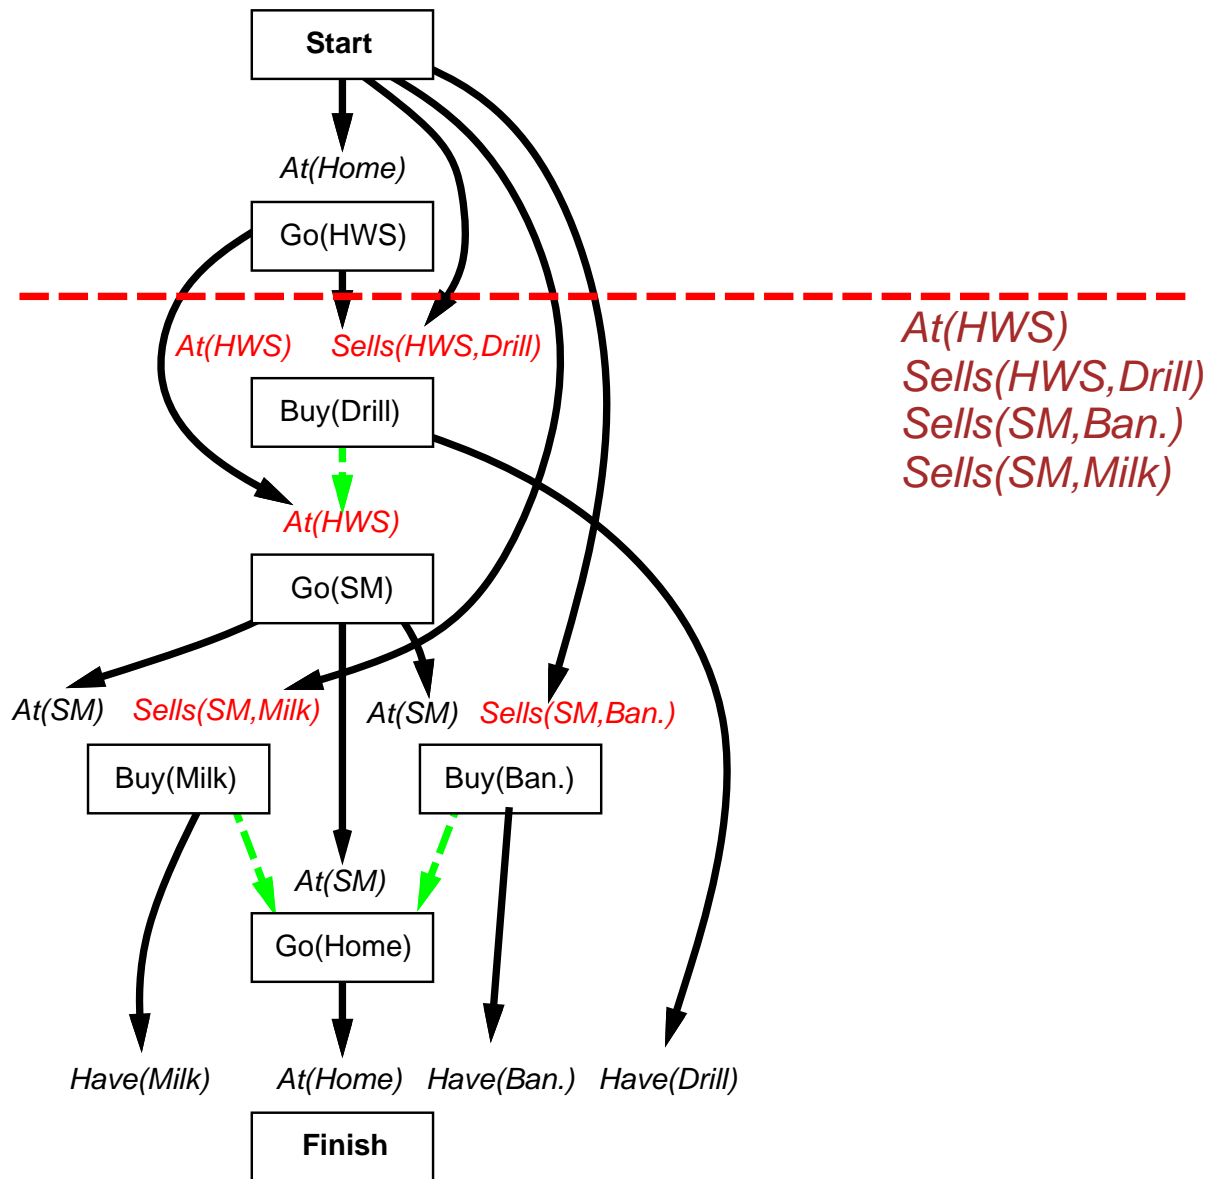 Start
At(Home)
Go(HWS)
At(HWS) Sells(HWS,Drill)
Buy(Drill)
At(HWS)
Go(SM)
At(SM) Sells(SM,Milk) At(SM) Sells(SM,Ban.)
Buy(Milk) Buy(Ban.)
At(SM)
Go(Home)
Have(Milk) At(Home) Have(Ban.) Have(Drill)
Finish
At(HWS)
Sells(HWS,Drill)
Sells(SM,Ban.)
Sells(SM,Milk)